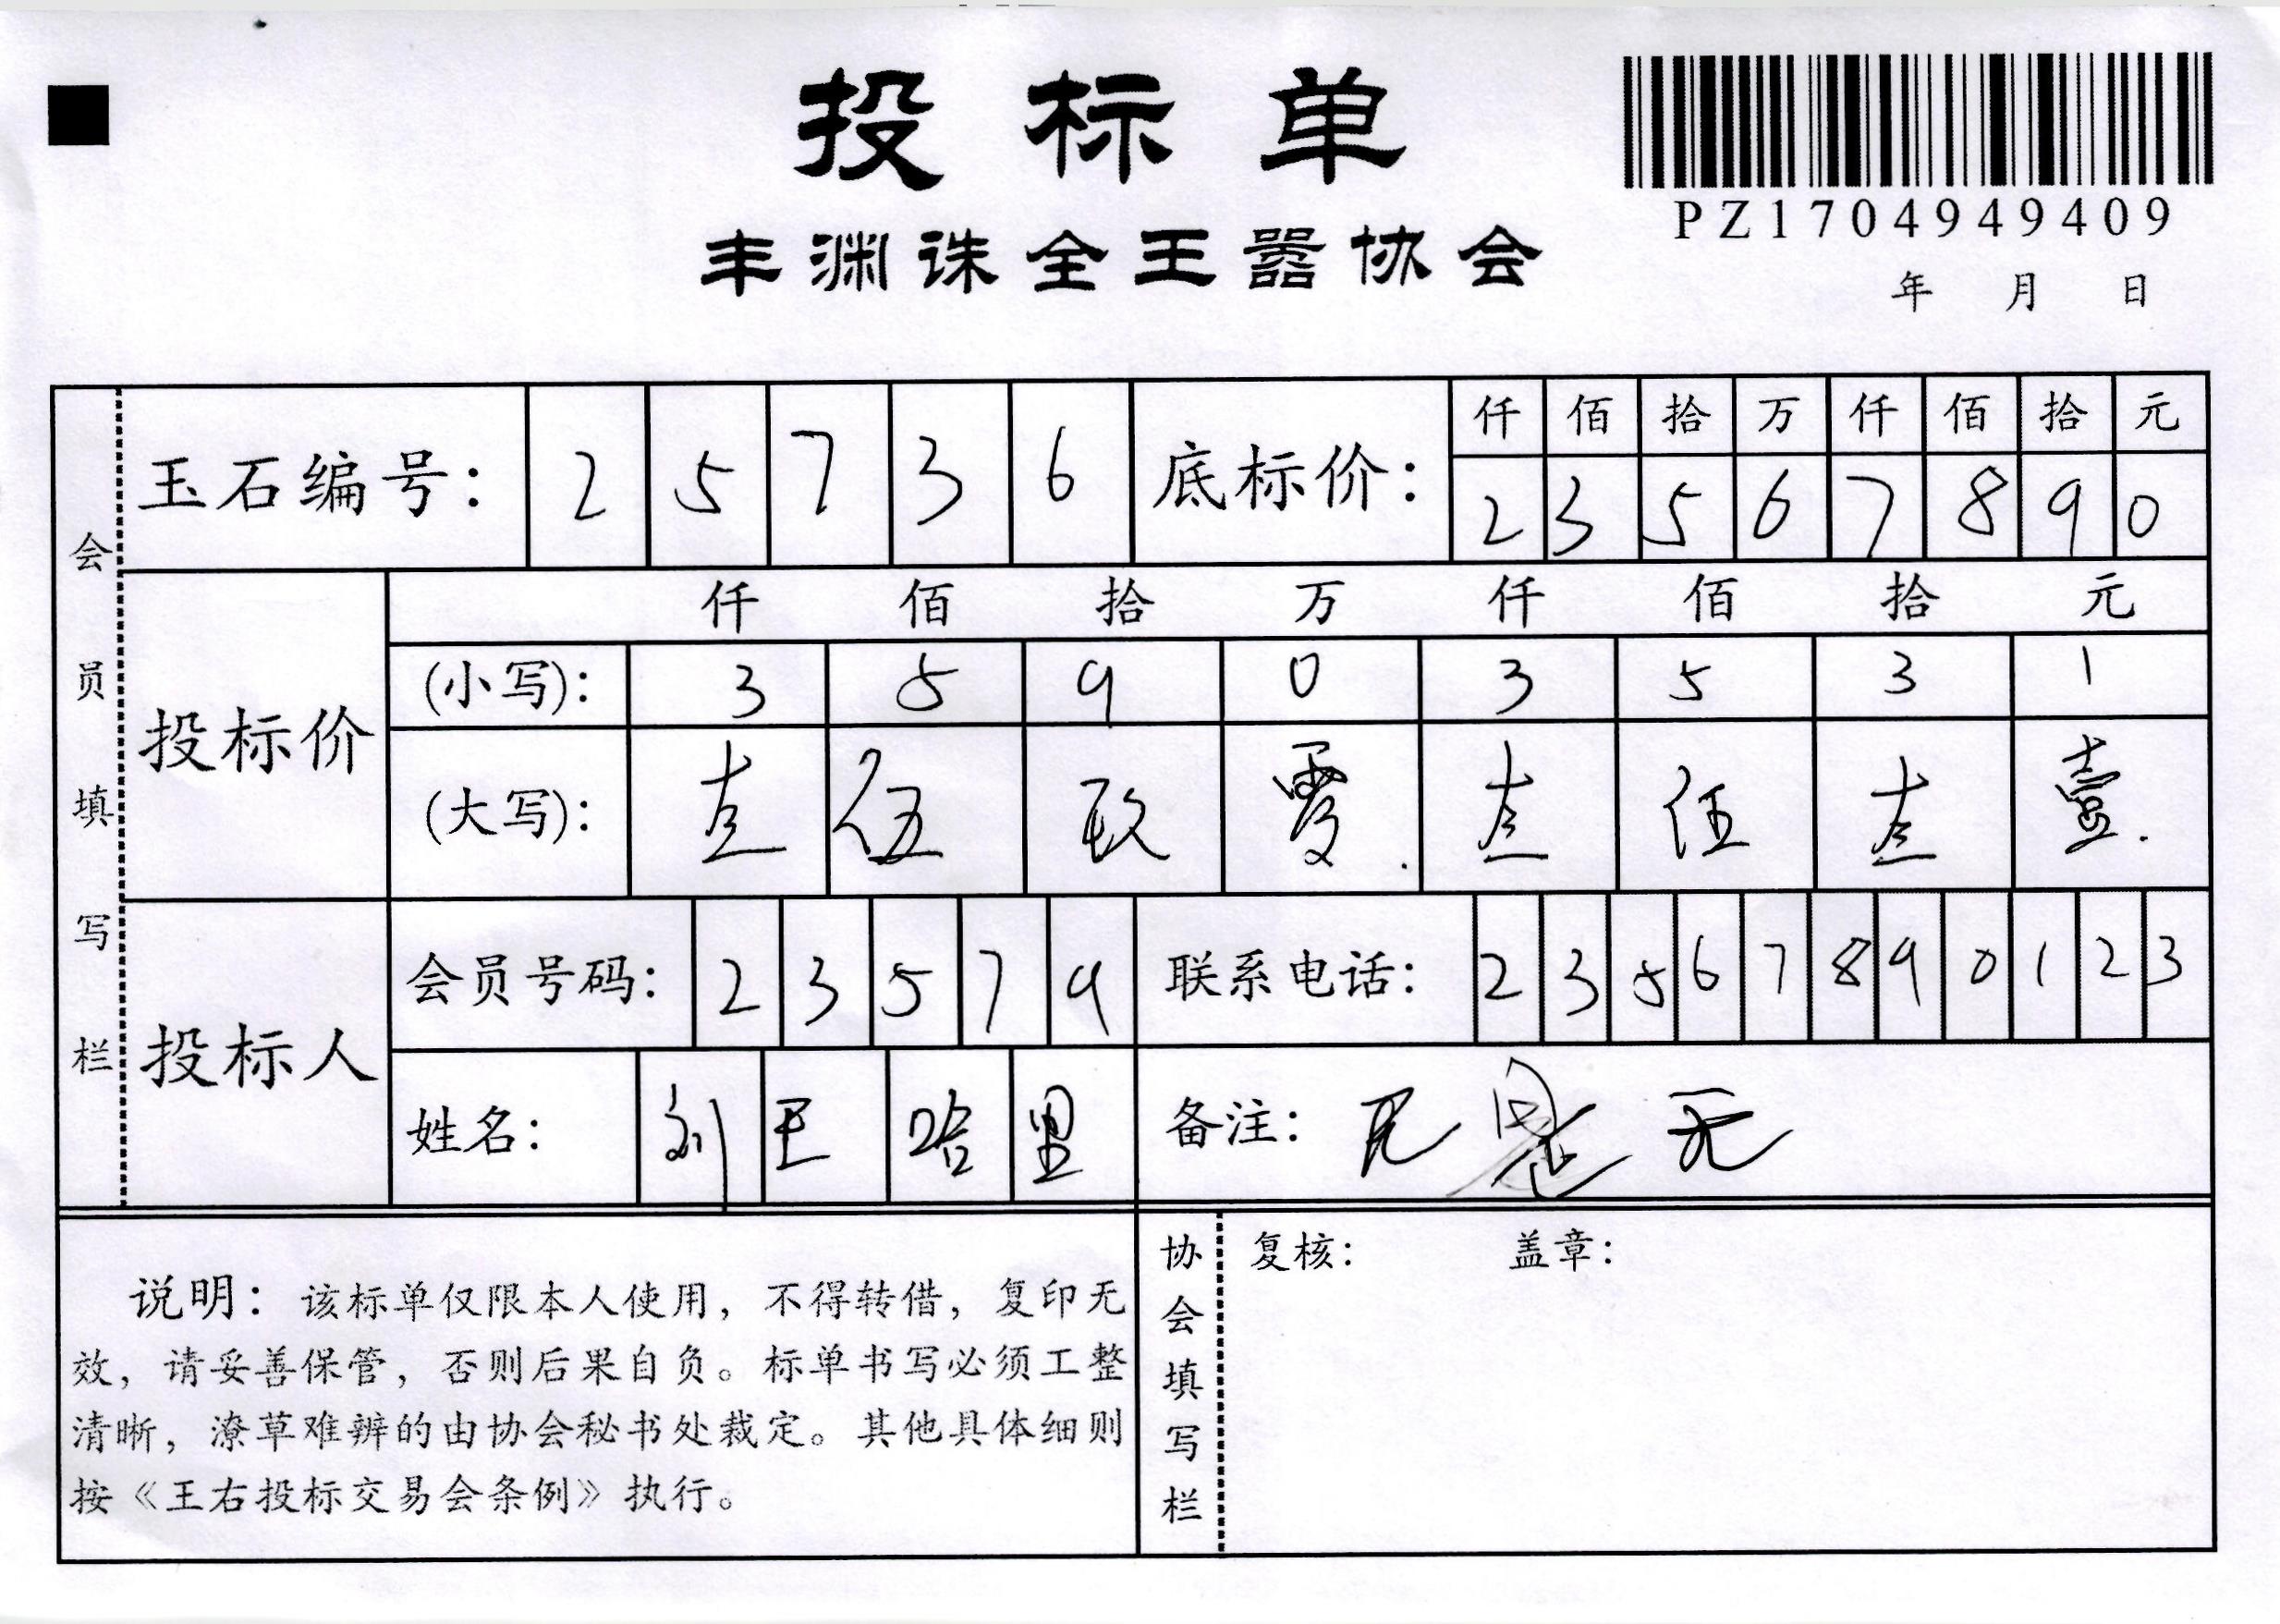 投标单
PZ1704949409
丰渊诛全王嚣协会
年 月 日
会员填写栏
玉石编号: 2 5 7 3 6
底标价: 仟 佰 拾 万 仟 佰 拾 元
2 3 5 6 7 8 9 0
投标价
仟 佰 拾 万 仟 佰 拾 元
(小写): 3 5 9 0 3 5 3 1
(大写): 叁 伍 玖 零 叁 伍 叁 壹
投标人
会员号码: 2 3 5 7 9
联系电话: 2 3 5 6 7 8 9 0 1 2 3
姓名: 刘 王 哈 里
备注: 无 无
说明: 该标单仅限本人使用, 不得转借, 复印无
效, 请妥善保管, 否则后果自负。标单书写必须工整
清晰, 潦草难辨的由协会秘书处裁定。其他具体细则
按《王右投标交易会条例》执行。
协会填写栏
复核: 盖章: